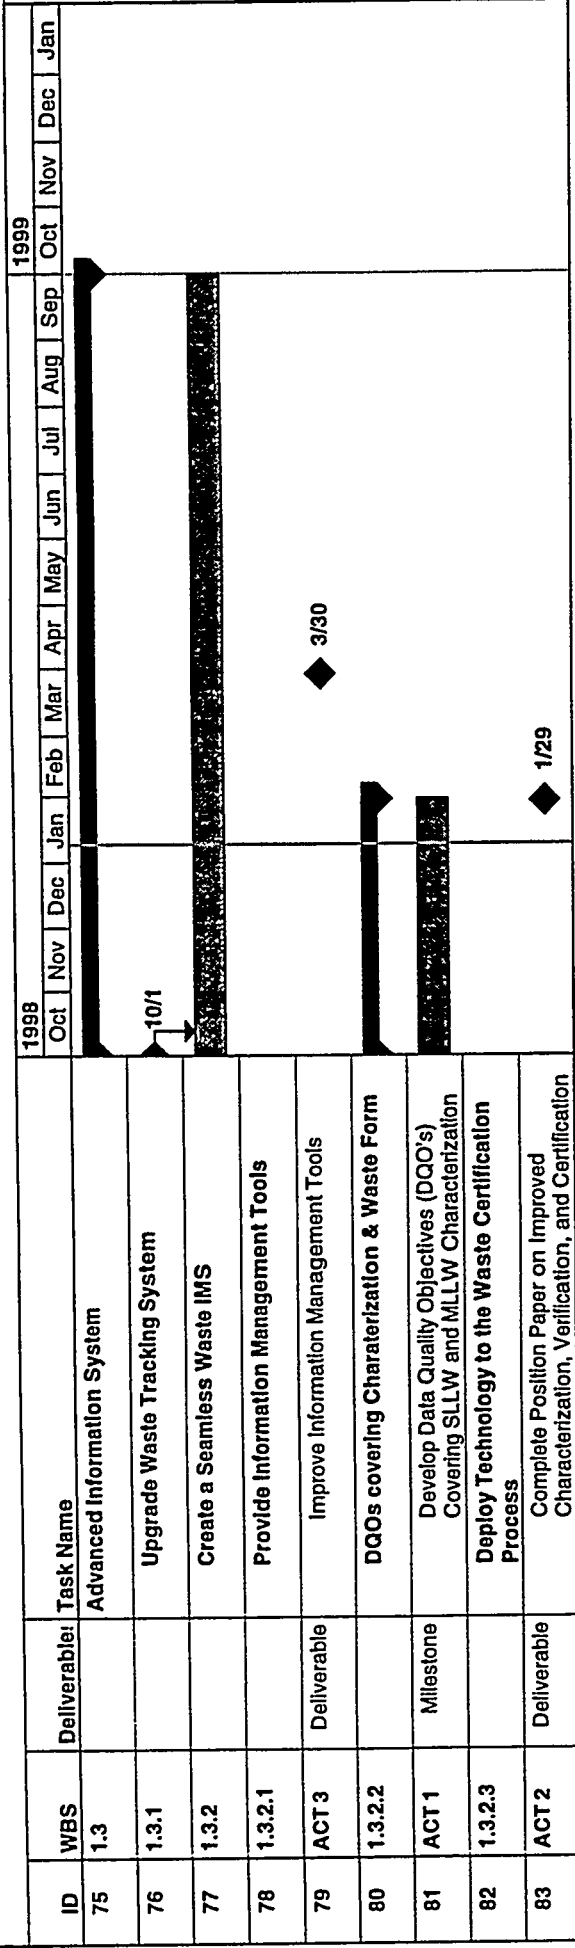 1998 1999
ID WBS Deliverables Task Name Oct Nov Dec Jan Feb Mar Apr May Jun Jul Aug Sep Oct Nov Dec Jan
75 1.3 Advanced Information System
76 1.3.1 Upgrade Waste Tracking System 10/1
77 1.3.2 Create a Seamless Waste IMS
78 1.3.2.1 Provide Information Management Tools
79 ACT 3 Deliverable Improve Information Management Tools 3/30
80 1.3.2.2 DQOs covering Charaterization & Waste Form
81 ACT 1 Milestone Develop Data Quality Objectives (DQO's)
Covering SLLW and MLLW Characterization
82 1.3.2.3 Deploy Technology to the Waste Certification
Process
83 ACT 2 Deliverable Complete Position Paper on Improved
Characterization, Verification, and Certification 1/29